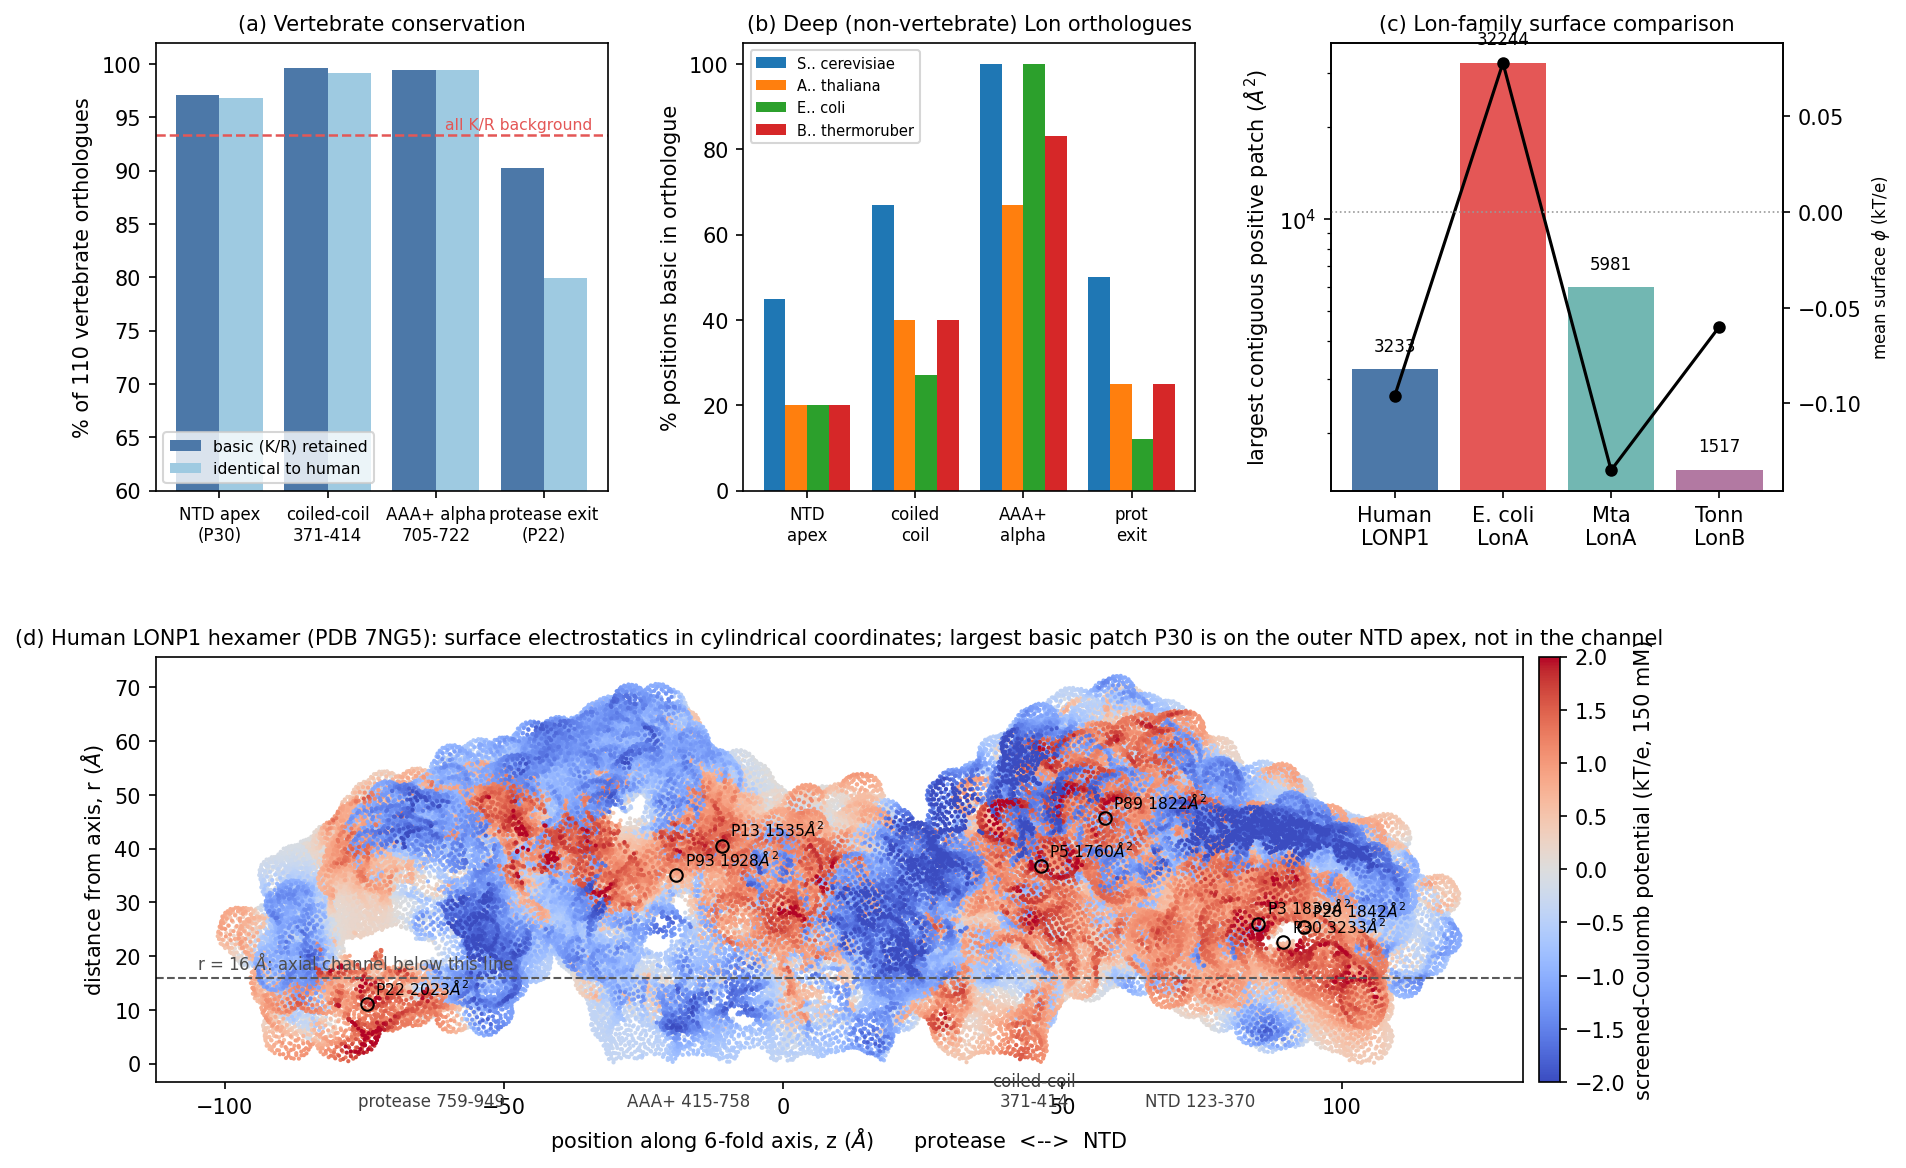 (a) Vertebrate conservation
% of 110 vertebrate orthologues
100
95
90
85
80
75
70
65
60
all K/R background
basic (K/R) retained
identical to human
NTD apex
(P30)
coiled-coil
371-414
AAA+ alpha
705-722
protease exit
(P22)
(b) Deep (non-vertebrate) Lon orthologues
% positions basic in orthologue
100
80
60
40
20
0
S.. cerevisiae
A.. thaliana
E.. coli
B.. thermoruber
NTD
apex
coiled
coil
AAA+
alpha
prot
exit
(c) Lon-family surface comparison
largest contiguous positive patch (Å²)
10⁴
32244
3233
5981
1517
0.05
0.00
−0.05
−0.10
mean surface ϕ (kT/e)
Human
LONP1
E. coli
LonA
Mta
LonA
Tonn
LonB
(d) Human LONP1 hexamer (PDB 7NG5): surface electrostatics in cylindrical coordinates; largest basic patch P30 is on the outer NTD apex, not in the channel
distance from axis, r (Å)
70
60
50
40
30
20
10
0
P89 1822Å²
P13 1535Å²
P5 1760Å²
P93 1928Å²
P3 1839Å²
P28 1842Å²
P30 3233Å²
r = 16 Å: axial channel below this line
P22 2023Å²
−100
−50
0
50
100
protease 759-949
AAA+ 415-758
coiled-coil
371-414
NTD 123-370
position along 6-fold axis, z (Å) protease <--> NTD
2.0
1.5
1.0
0.5
0.0
−0.5
−1.0
−1.5
−2.0
screened-Coulomb potential (kT/e, 150 mM)